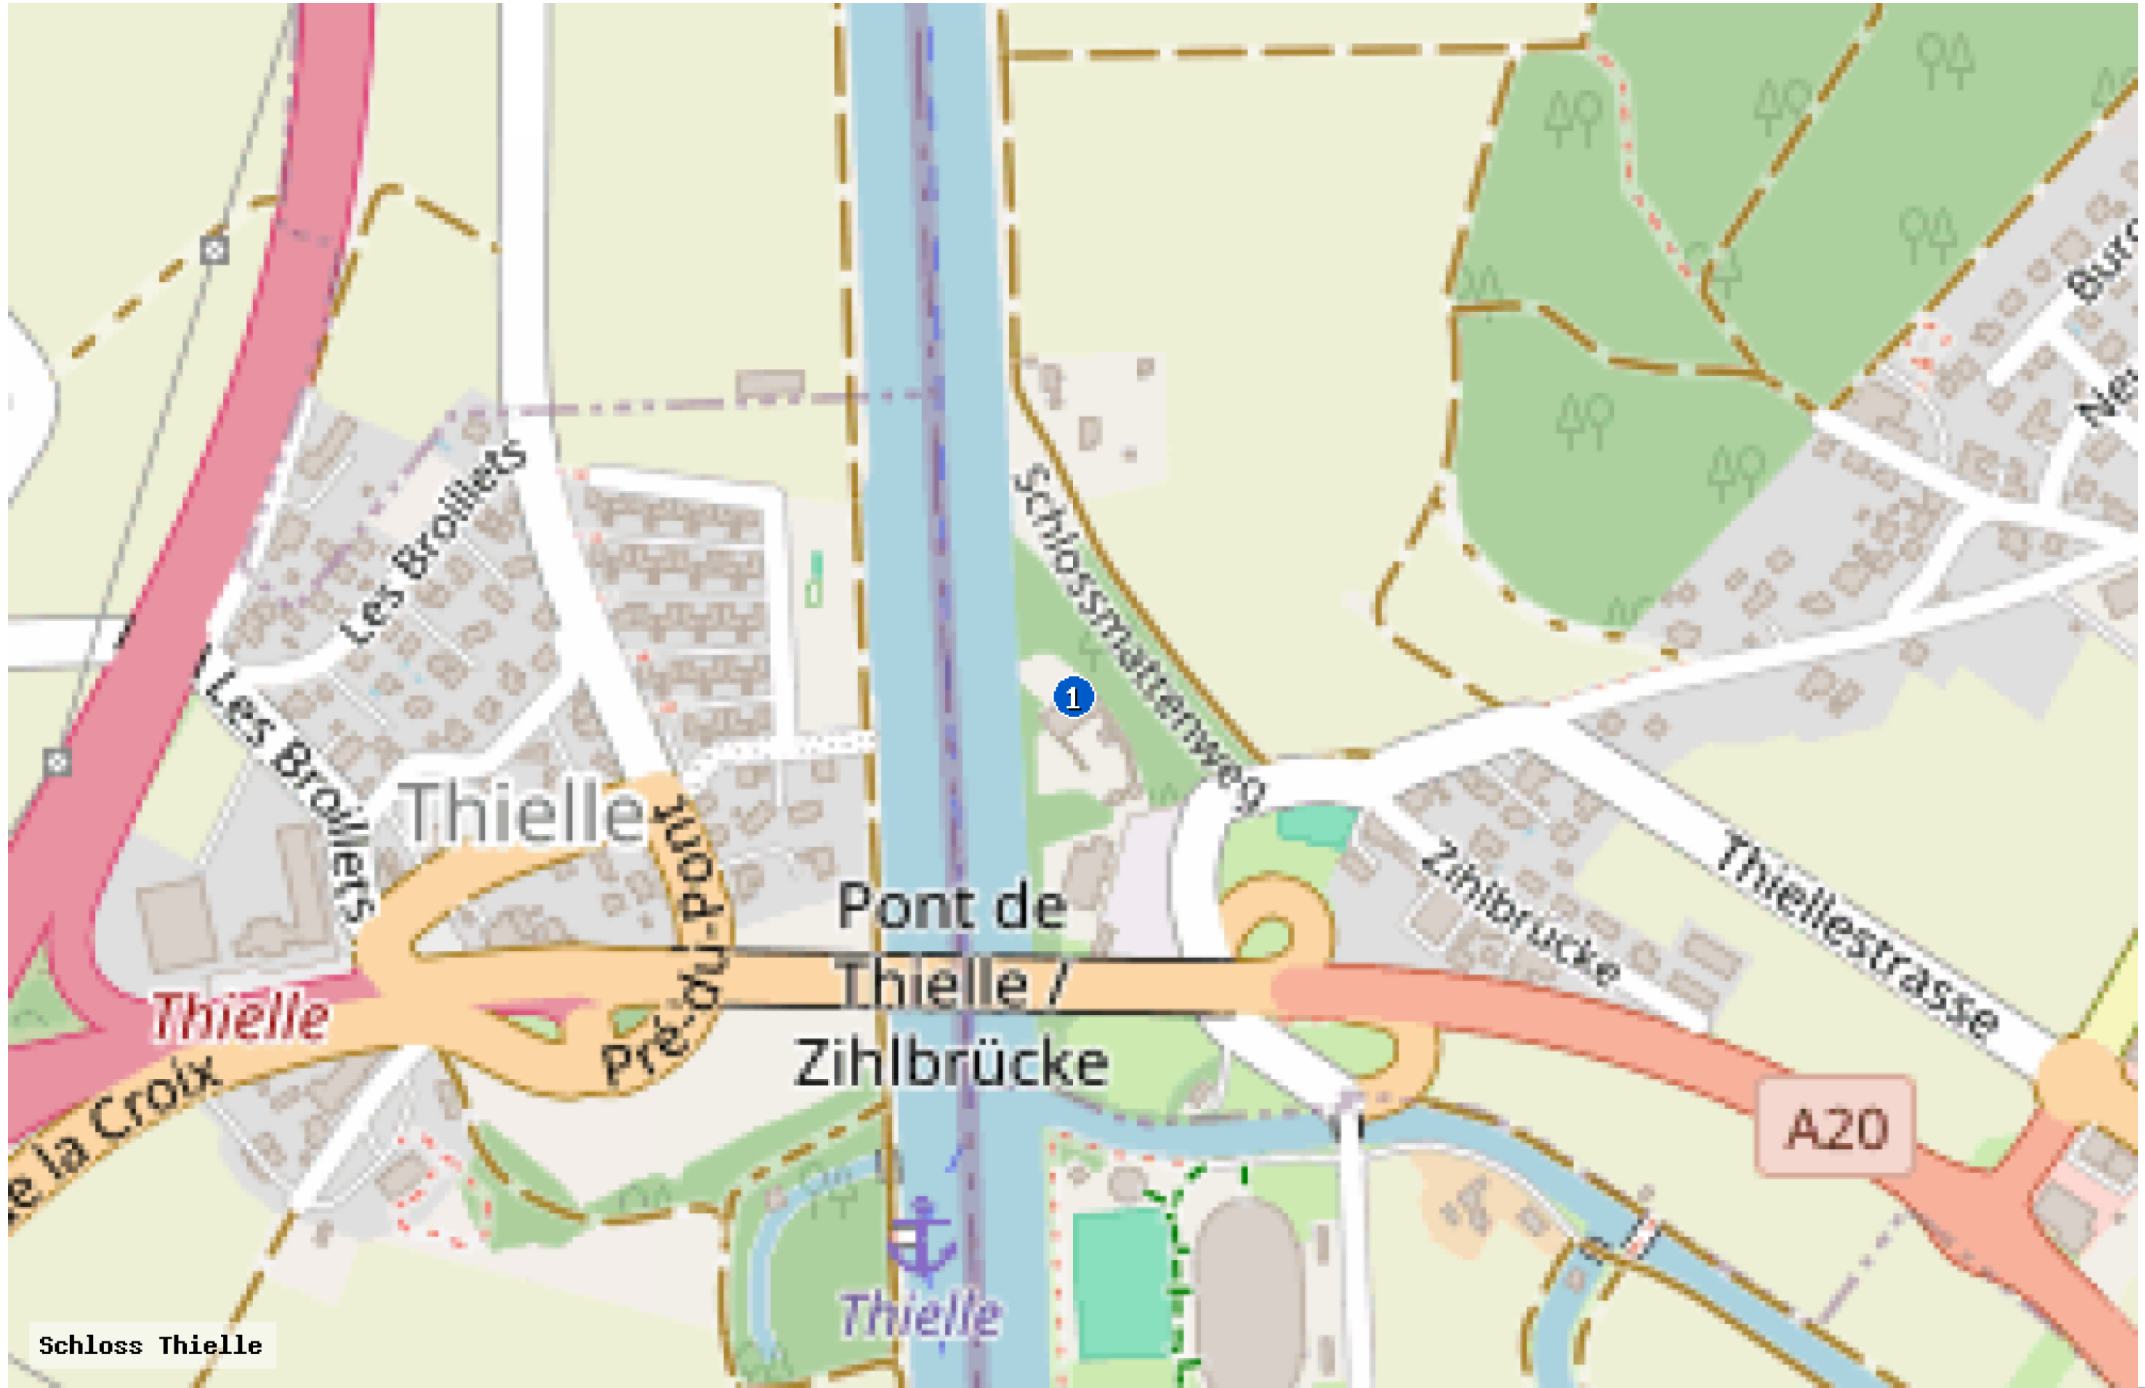 Les Broillets
Schlossmattenweg
1
Les Broillets
Thielle
Pré-du-Pont
Pont de
Thielle /
Zihlbrücke
Zihlbrücke
Thiellestrasse
Thielle
e la Croix
A20
Thielle
Schloss Thielle